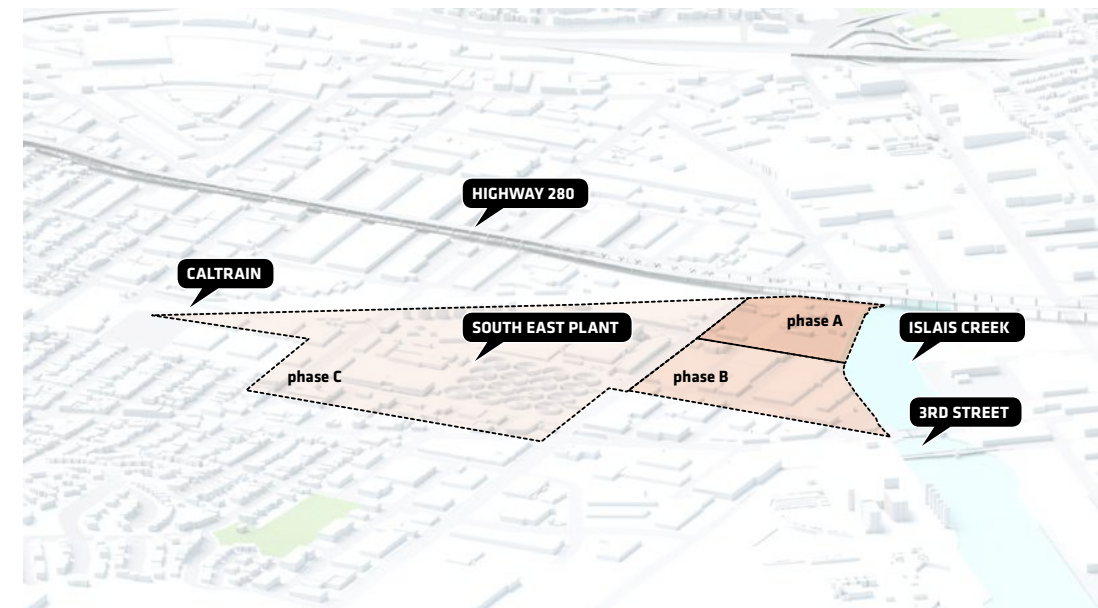 HIGHWAY 280
CALTRAIN
SOUTH EAST PLANT
phase A
ISLAIS CREEK
phase C
phase B
3RD STREET